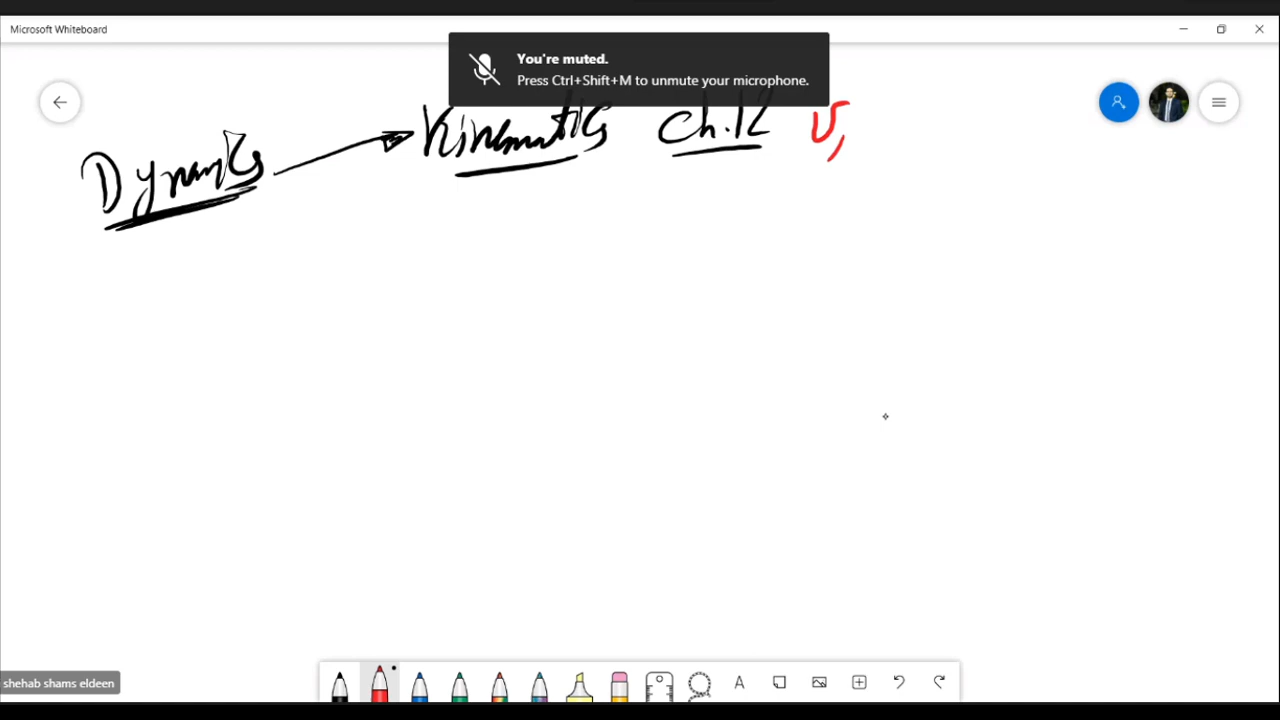 Microsoft Whiteboard
You're muted.
Press Ctrl+Shift+M to unmute your microphone.
Dynamics
Kinematics ch.12 v,
shehab shams eldeen
A